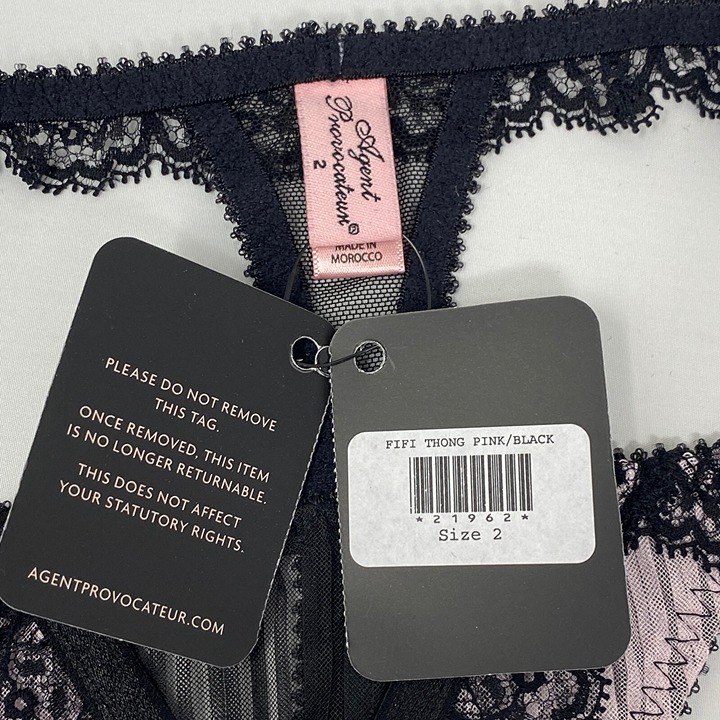 Agent
Provocateur®
2
MADE IN
MOROCCO
PLEASE DO NOT REMOVE
THIS TAG.
ONCE REMOVED, THIS ITEM
IS NO LONGER RETURNABLE.
THIS DOES NOT AFFECT
YOUR STATUTORY RIGHTS.
AGENTPROVOCATEUR.COM
FIFI THONG PINK/BLACK
*21962*
Size 2